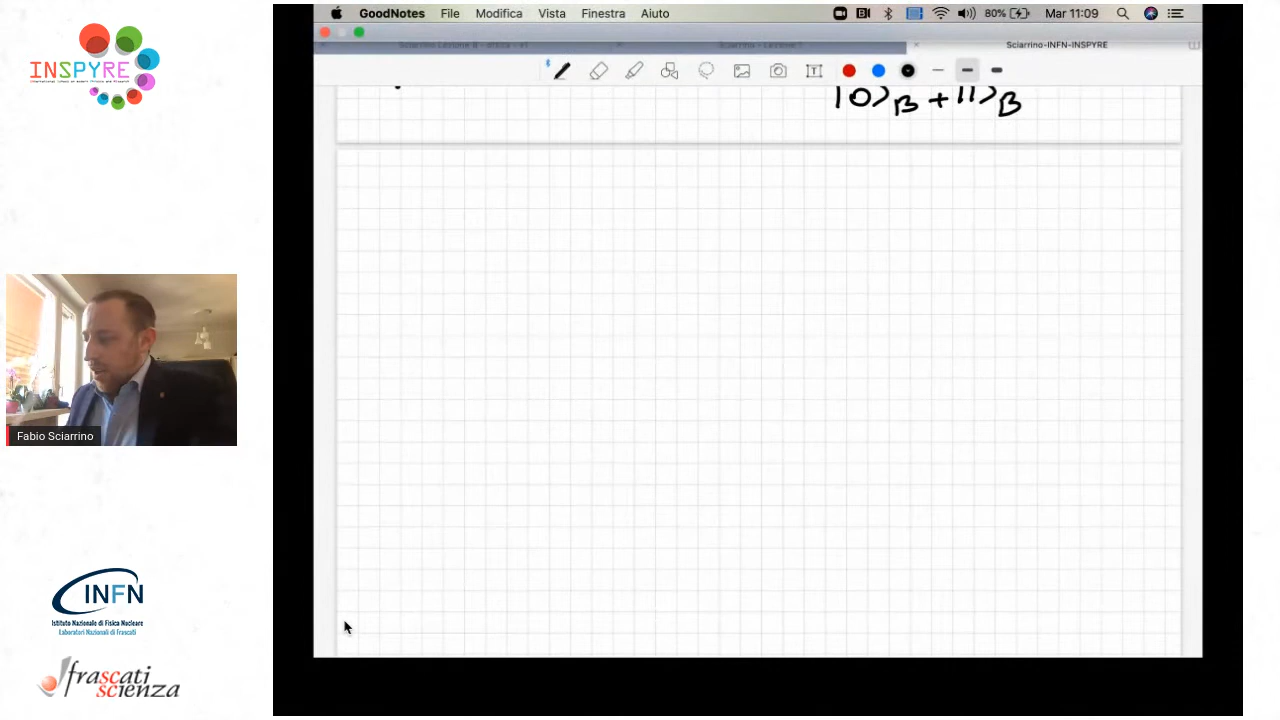 GoodNotes File Modifica Vista Finestra Aiuto 80% Mar 11:09
Sciarrino-INFN-INSPYRE
INSPYRE
|0⟩B + |1⟩B
Fabio Sciarrino
INFN
Istituto Nazionale di Fisica Nucleare
Laboratori Nazionali di Frascati
frascati
scienza